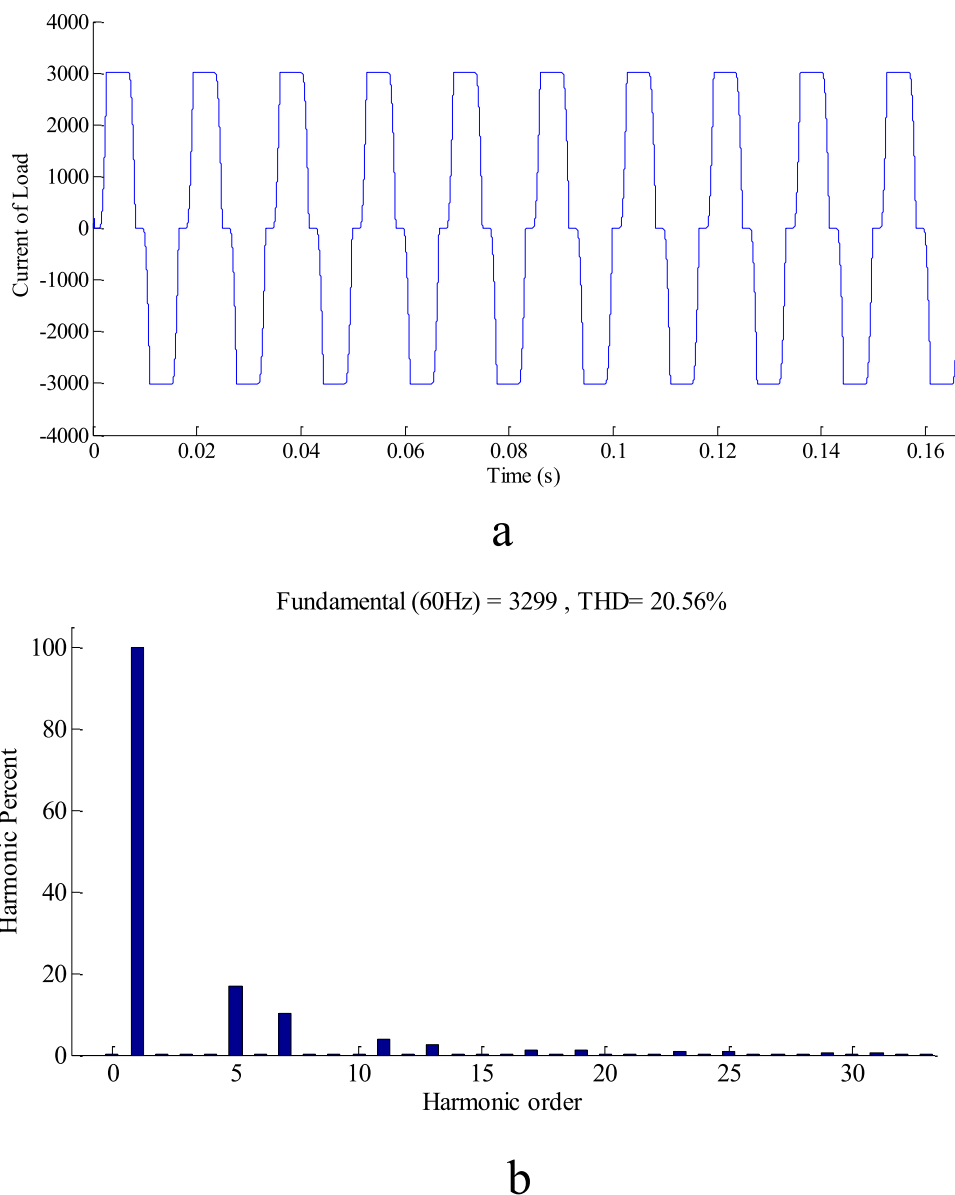 4000
3000
2000
1000
0
-1000
-2000
-3000
-4000
Current of Load
0 0.02 0.04 0.06 0.08 0.1 0.12 0.14 0.16
Time (s)
a
Fundamental (60Hz) = 3299 , THD= 20.56%
100
80
60
40
20
0
Harmonic Percent
0 5 10 15 20 25 30
Harmonic order
b